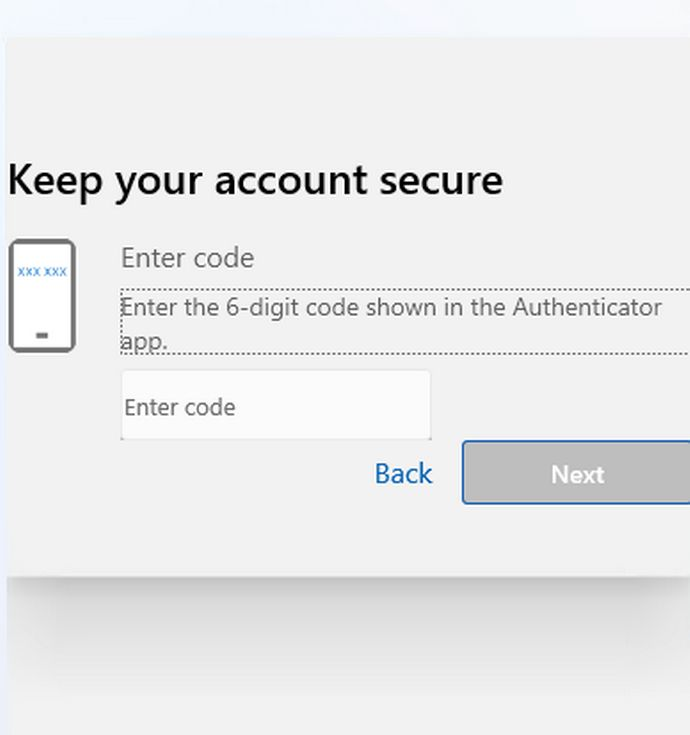 Keep your account secure
xxx xxx
Enter code
Enter the 6-digit code shown in the Authenticator
app.
Enter code
Back
Next